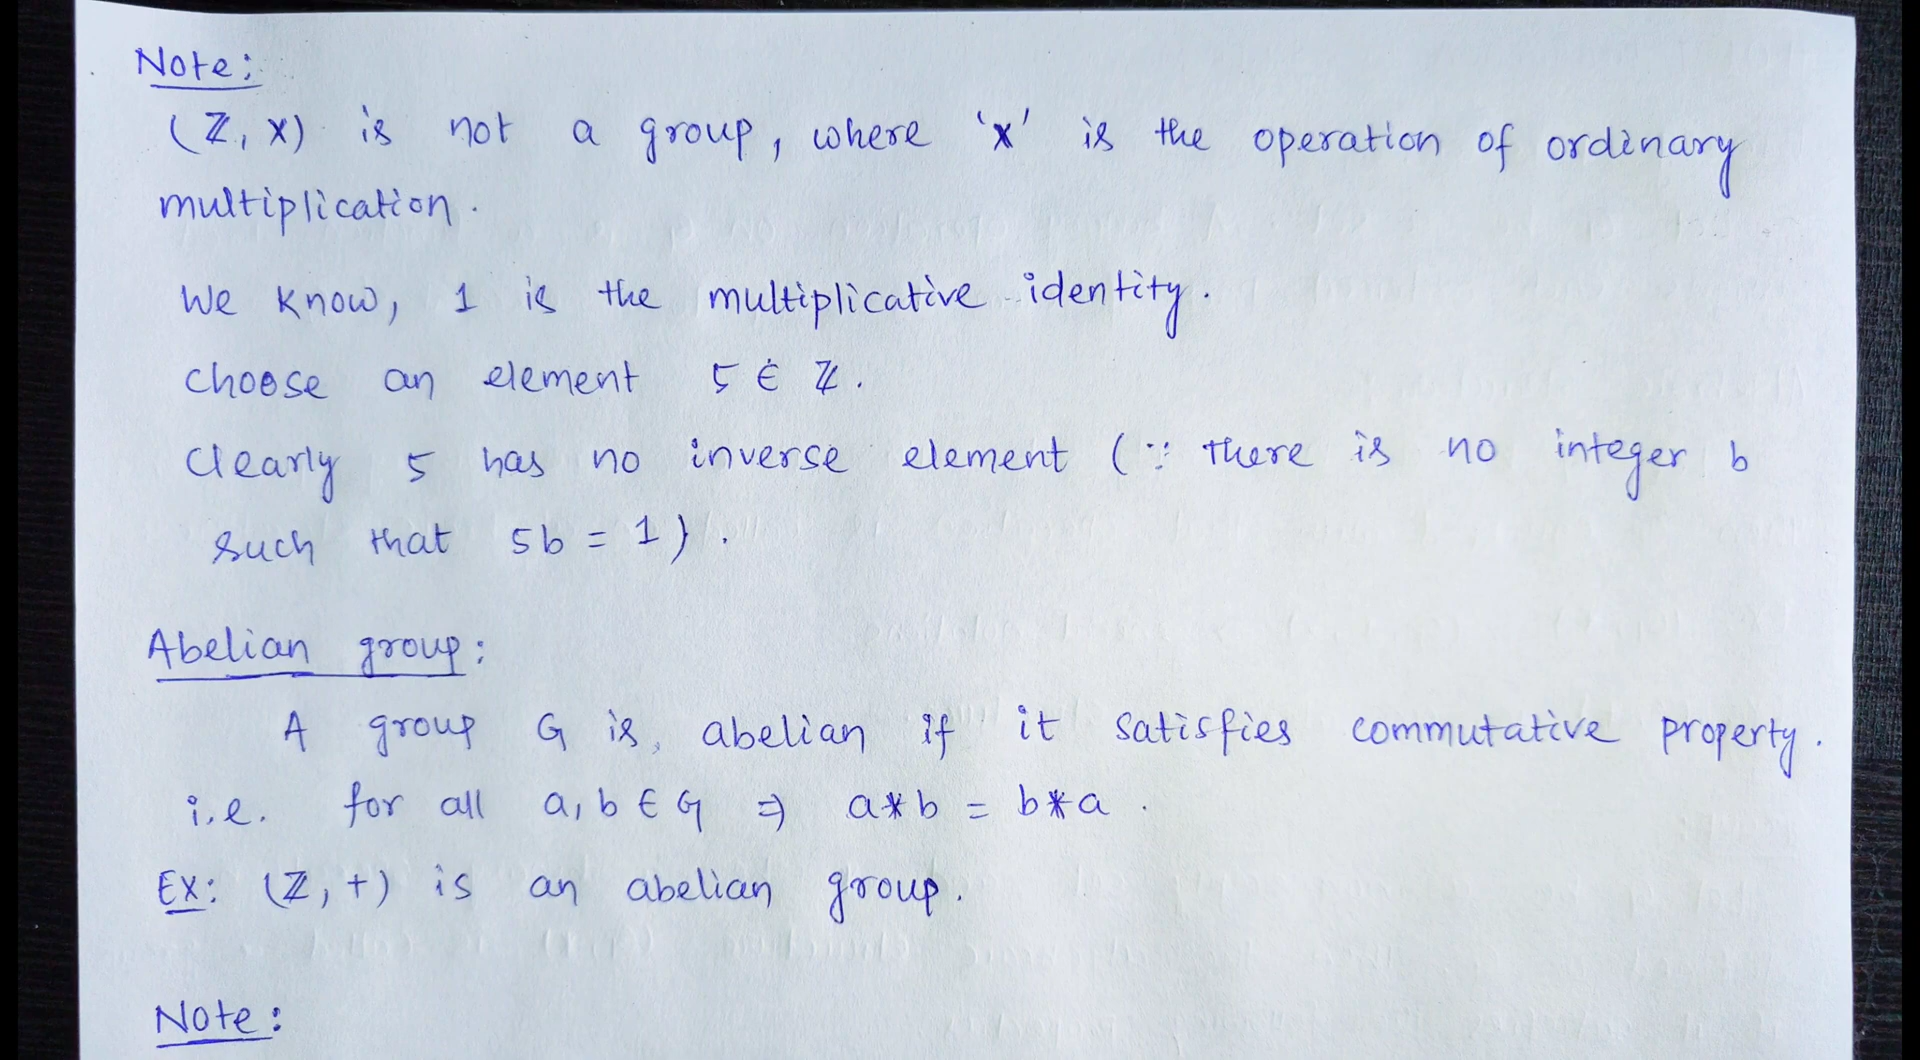 Note:
(ℤ, ×) is not a group, where '×' is the operation of ordinary
multiplication.
We know, 1 is the multiplicative identity.
choose an element 5 ∈ ℤ.
Clearly 5 has no inverse element (∵ there is no integer b
such that 5b = 1).
Abelian group:
A group G is abelian if it satisfies commutative property.
i.e. for all a, b ∈ G ⇒ a*b = b*a.
Ex: (ℤ, +) is an abelian group.
Note: